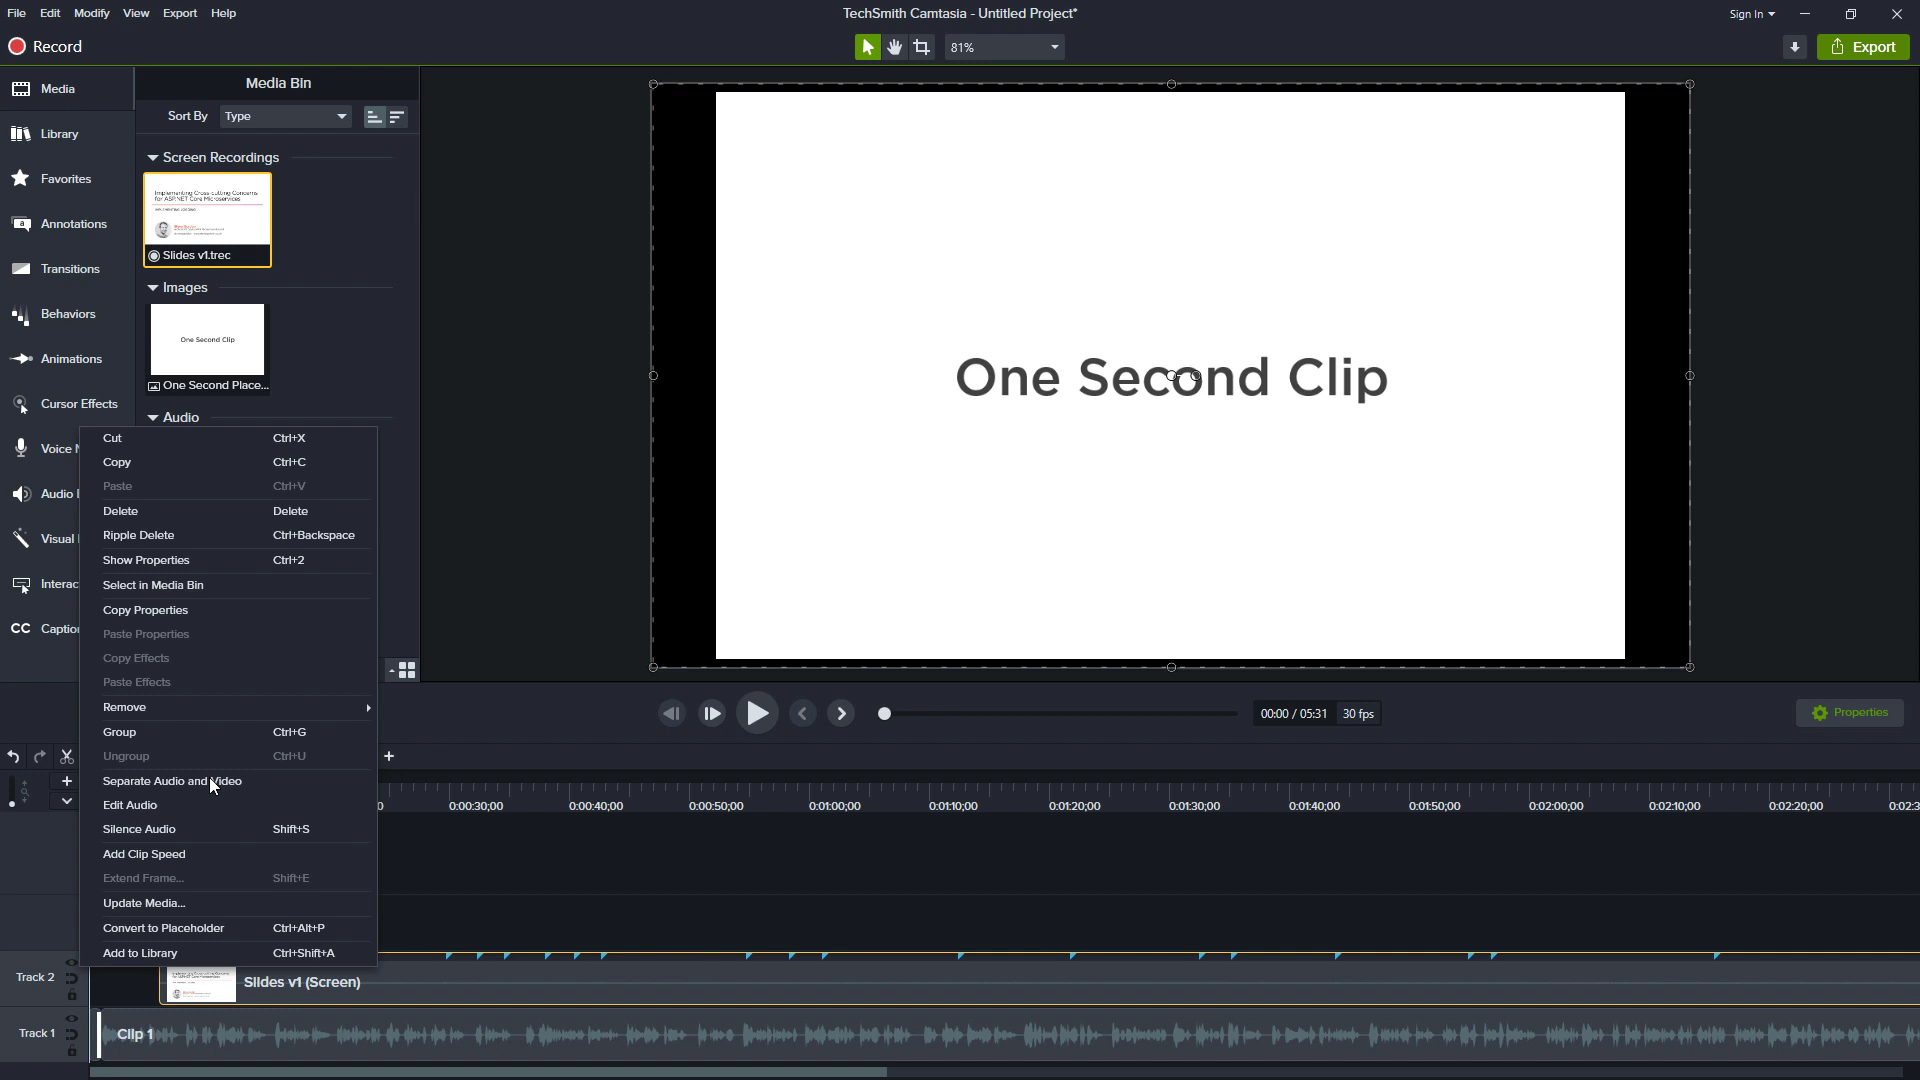 File Edit Modify View Export Help
TechSmith Camtasia - Untitled Project*
Sign In
Record
81%
Export
Media
Library
Favorites
Annotations
Transitions
Behaviors
Animations
Cursor Effects
Voice
Audio
Visual
CC
Media Bin
Sort By Type
Screen Recordings
Implementing Cross-cutting Concerns
for ASP.NET Core Microservices
Slides v1.trec
Images
One Second Clip
One Second Place...
Audio
Cut Ctrl+X
Copy Ctrl+C
Paste Ctrl+V
Delete Delete
Ripple Delete Ctrl+Backspace
Show Properties Ctrl+2
Select in Media Bin
Copy Properties
Paste Properties
Copy Effects
Paste Effects
Remove
Group Ctrl+G
Ungroup Ctrl+U
Separate Audio and Video
Edit Audio
Silence Audio Shift+S
Add Clip Speed
Extend Frame... Shift+E
Update Media...
Convert to Placeholder Ctrl+Alt+P
Add to Library Ctrl+Shift+A
One Second Clip
00:00 / 05:31 30 fps
Properties
0:00:30;00 0:00:40;00 0:00:50;00 0:01:00;00 0:01:10;00 0:01:20;00 0:01:30;00 0:01:40;00 0:01:50;00 0:02:00;00 0:02:10;00 0:02:20;00 0:02:3
Track 2
Slides v1 (Screen)
Track 1
Clip 1